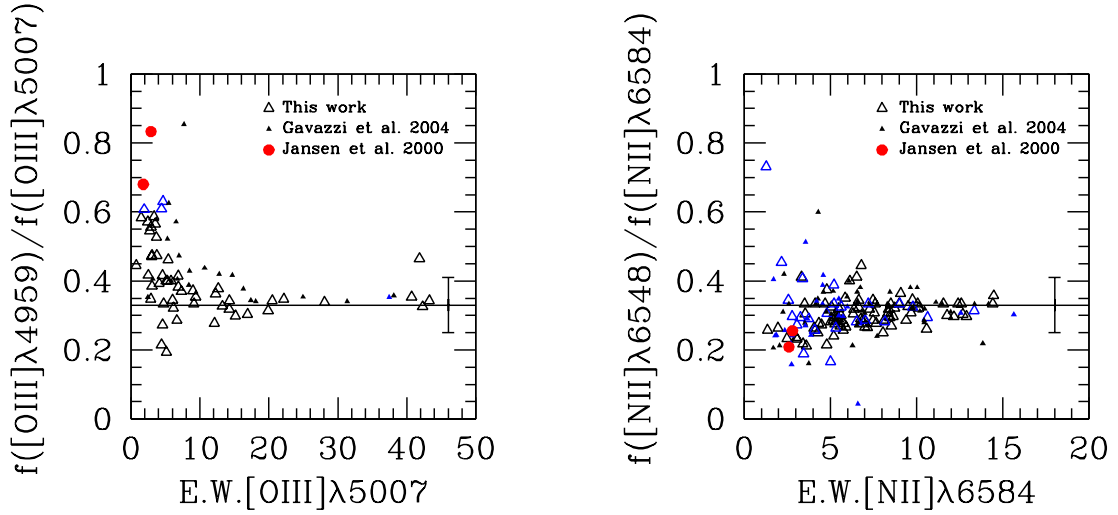 f([OIII]λ4959)/f([OIII]λ5007)
1
0.8
0.6
0.4
0.2
0
△ This work
▲ Gavazzi et al. 2004
● Jansen et al. 2000
0 10 20 30 40 50
E.W.[OIII]λ5007
f([NII]λ6548)/f([NII]λ6584)
1
0.8
0.6
0.4
0.2
0
△ This work
▲ Gavazzi et al. 2004
● Jansen et al. 2000
0 5 10 15 20
E.W.[NII]λ6584